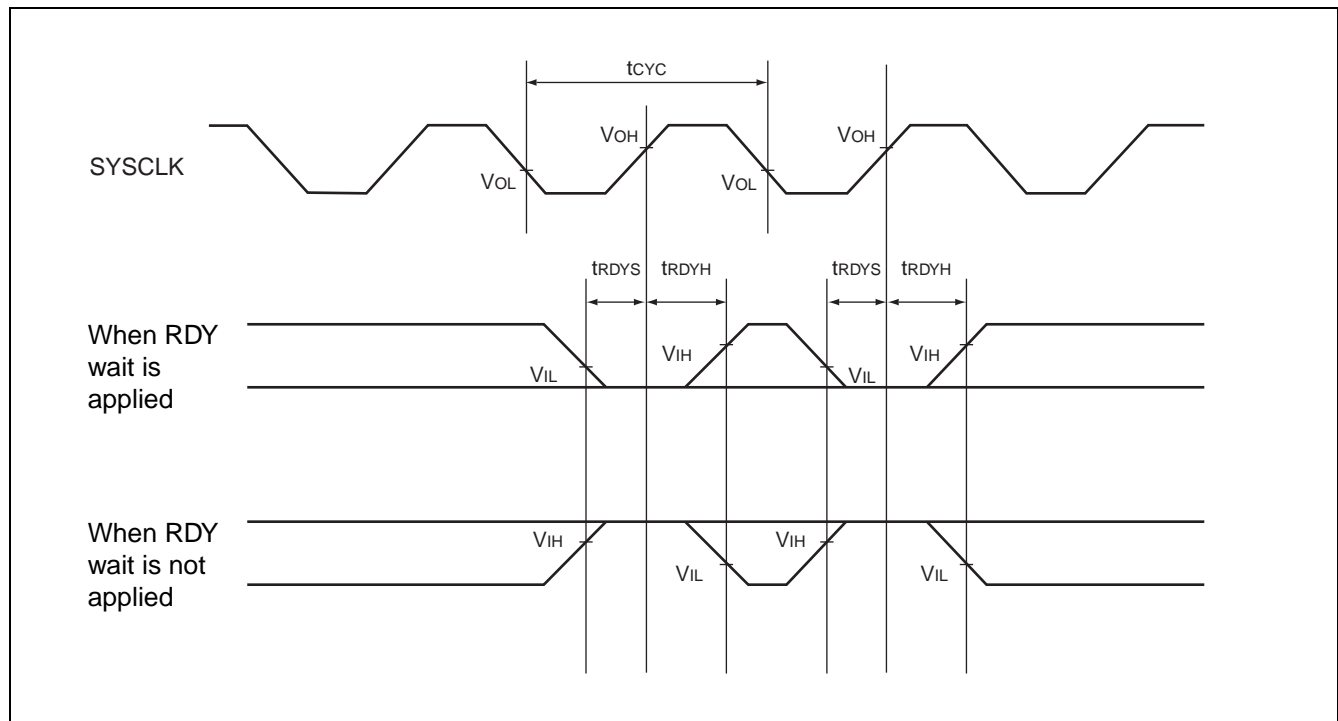 tCYC
SYSCLK
VOH
VOH
VOL
VOL
tRDYS
tRDYH
tRDYS
tRDYH
When RDY
wait is
applied
VIL
VIH
VIL
VIH
When RDY
wait is not
applied
VIH
VIL
VIH
VIL